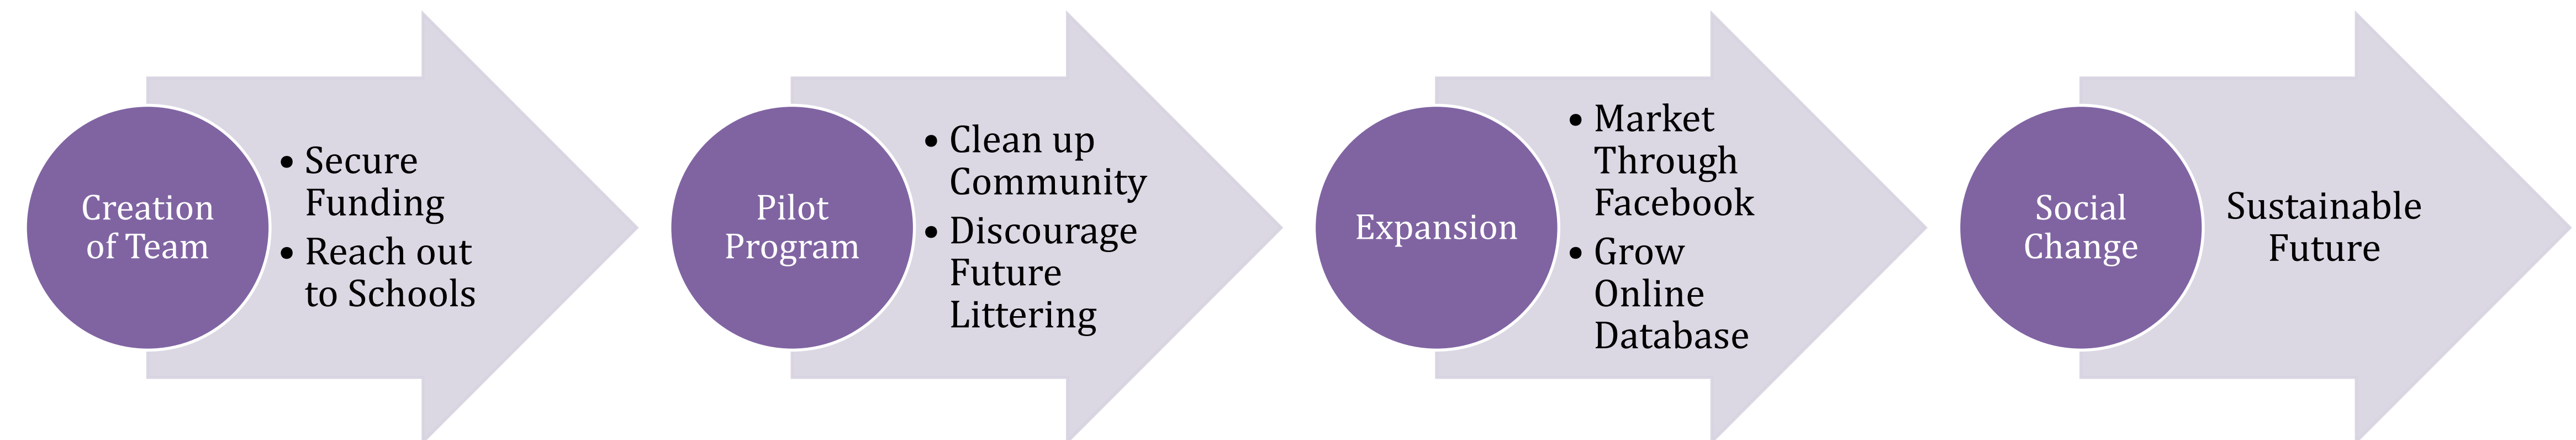 Creation
of Team
• Secure
Funding
• Reach out
to Schools
Pilot
Program
• Clean up
Community
• Discourage
Future
Littering
Expansion
• Market
Through
Facebook
• Grow
Online
Database
Social
Change
Sustainable
Future